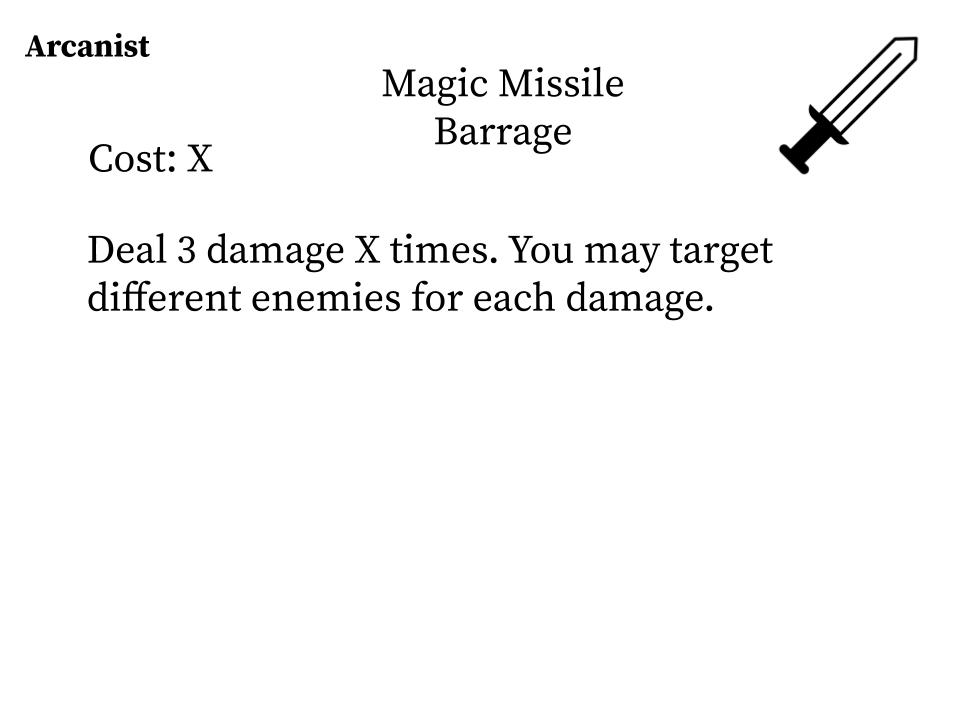 Arcanist
Magic Missile
Barrage
Cost: X
Deal 3 damage X times. You may target
different enemies for each damage.